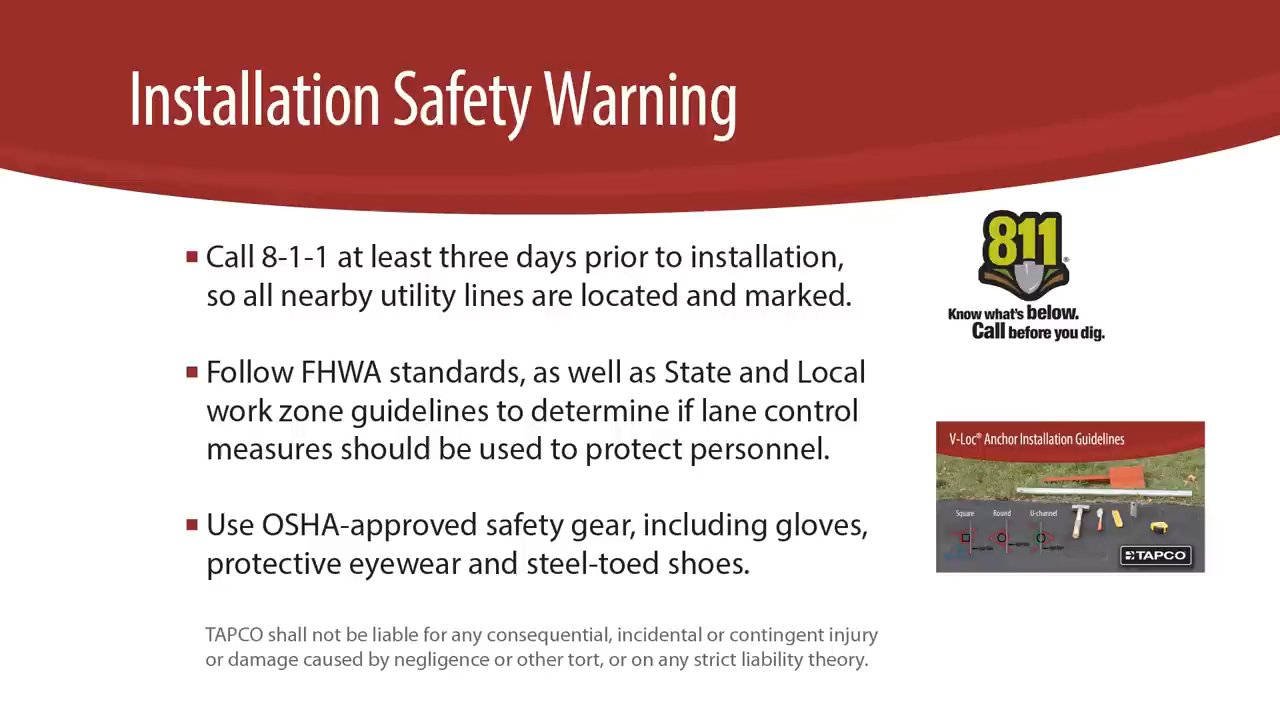 Installation Safety Warning
Call 8-1-1 at least three days prior to installation,
so all nearby utility lines are located and marked.
Follow FHWA standards, as well as State and Local
work zone guidelines to determine if lane control
measures should be used to protect personnel.
Use OSHA-approved safety gear, including gloves,
protective eyewear and steel-toed shoes.
TAPCO shall not be liable for any consequential, incidental or contingent injury
or damage caused by negligence or other tort, or on any strict liability theory.
811®
Know what's below.
Call before you dig.
V-Loc® Anchor Installation Guidelines
Square Round U-channel
TAPCO